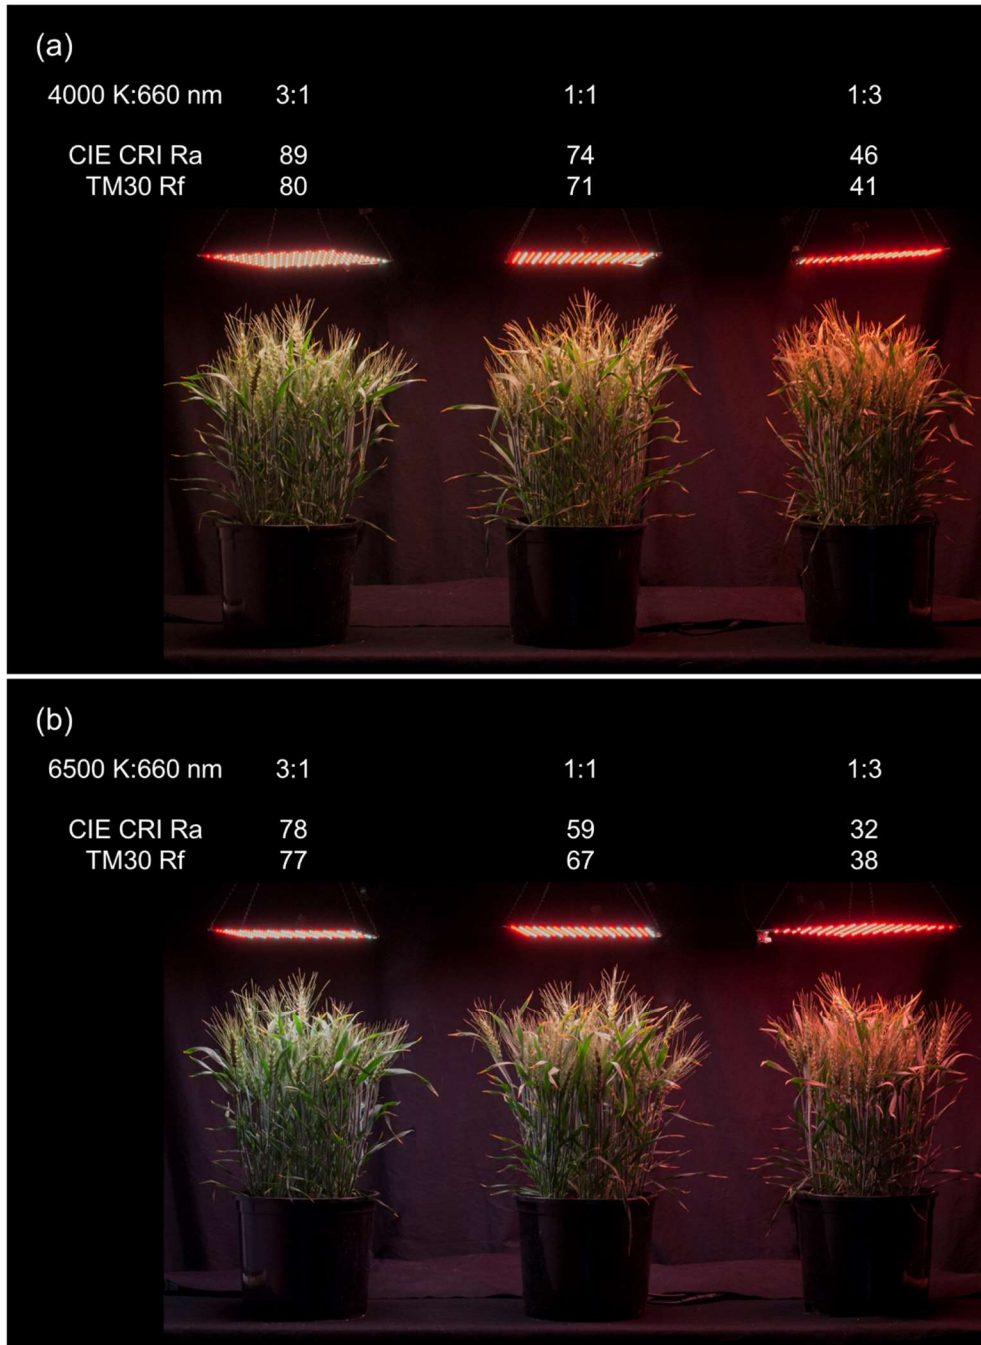 (a)
4000 K:660 nm 3:1 1:1 1:3
CIE CRI Ra 89 74 46
TM30 Rf 80 71 41
(b)
6500 K:660 nm 3:1 1:1 1:3
CIE CRI Ra 78 59 32
TM30 Rf 77 67 38